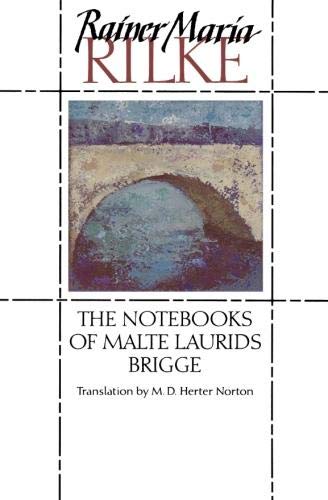 Rainer Maria
RILKE
THE NOTEBOOKS
OF MALTE LAURIDS
BRIGGE
Translation by M. D. Herter Norton